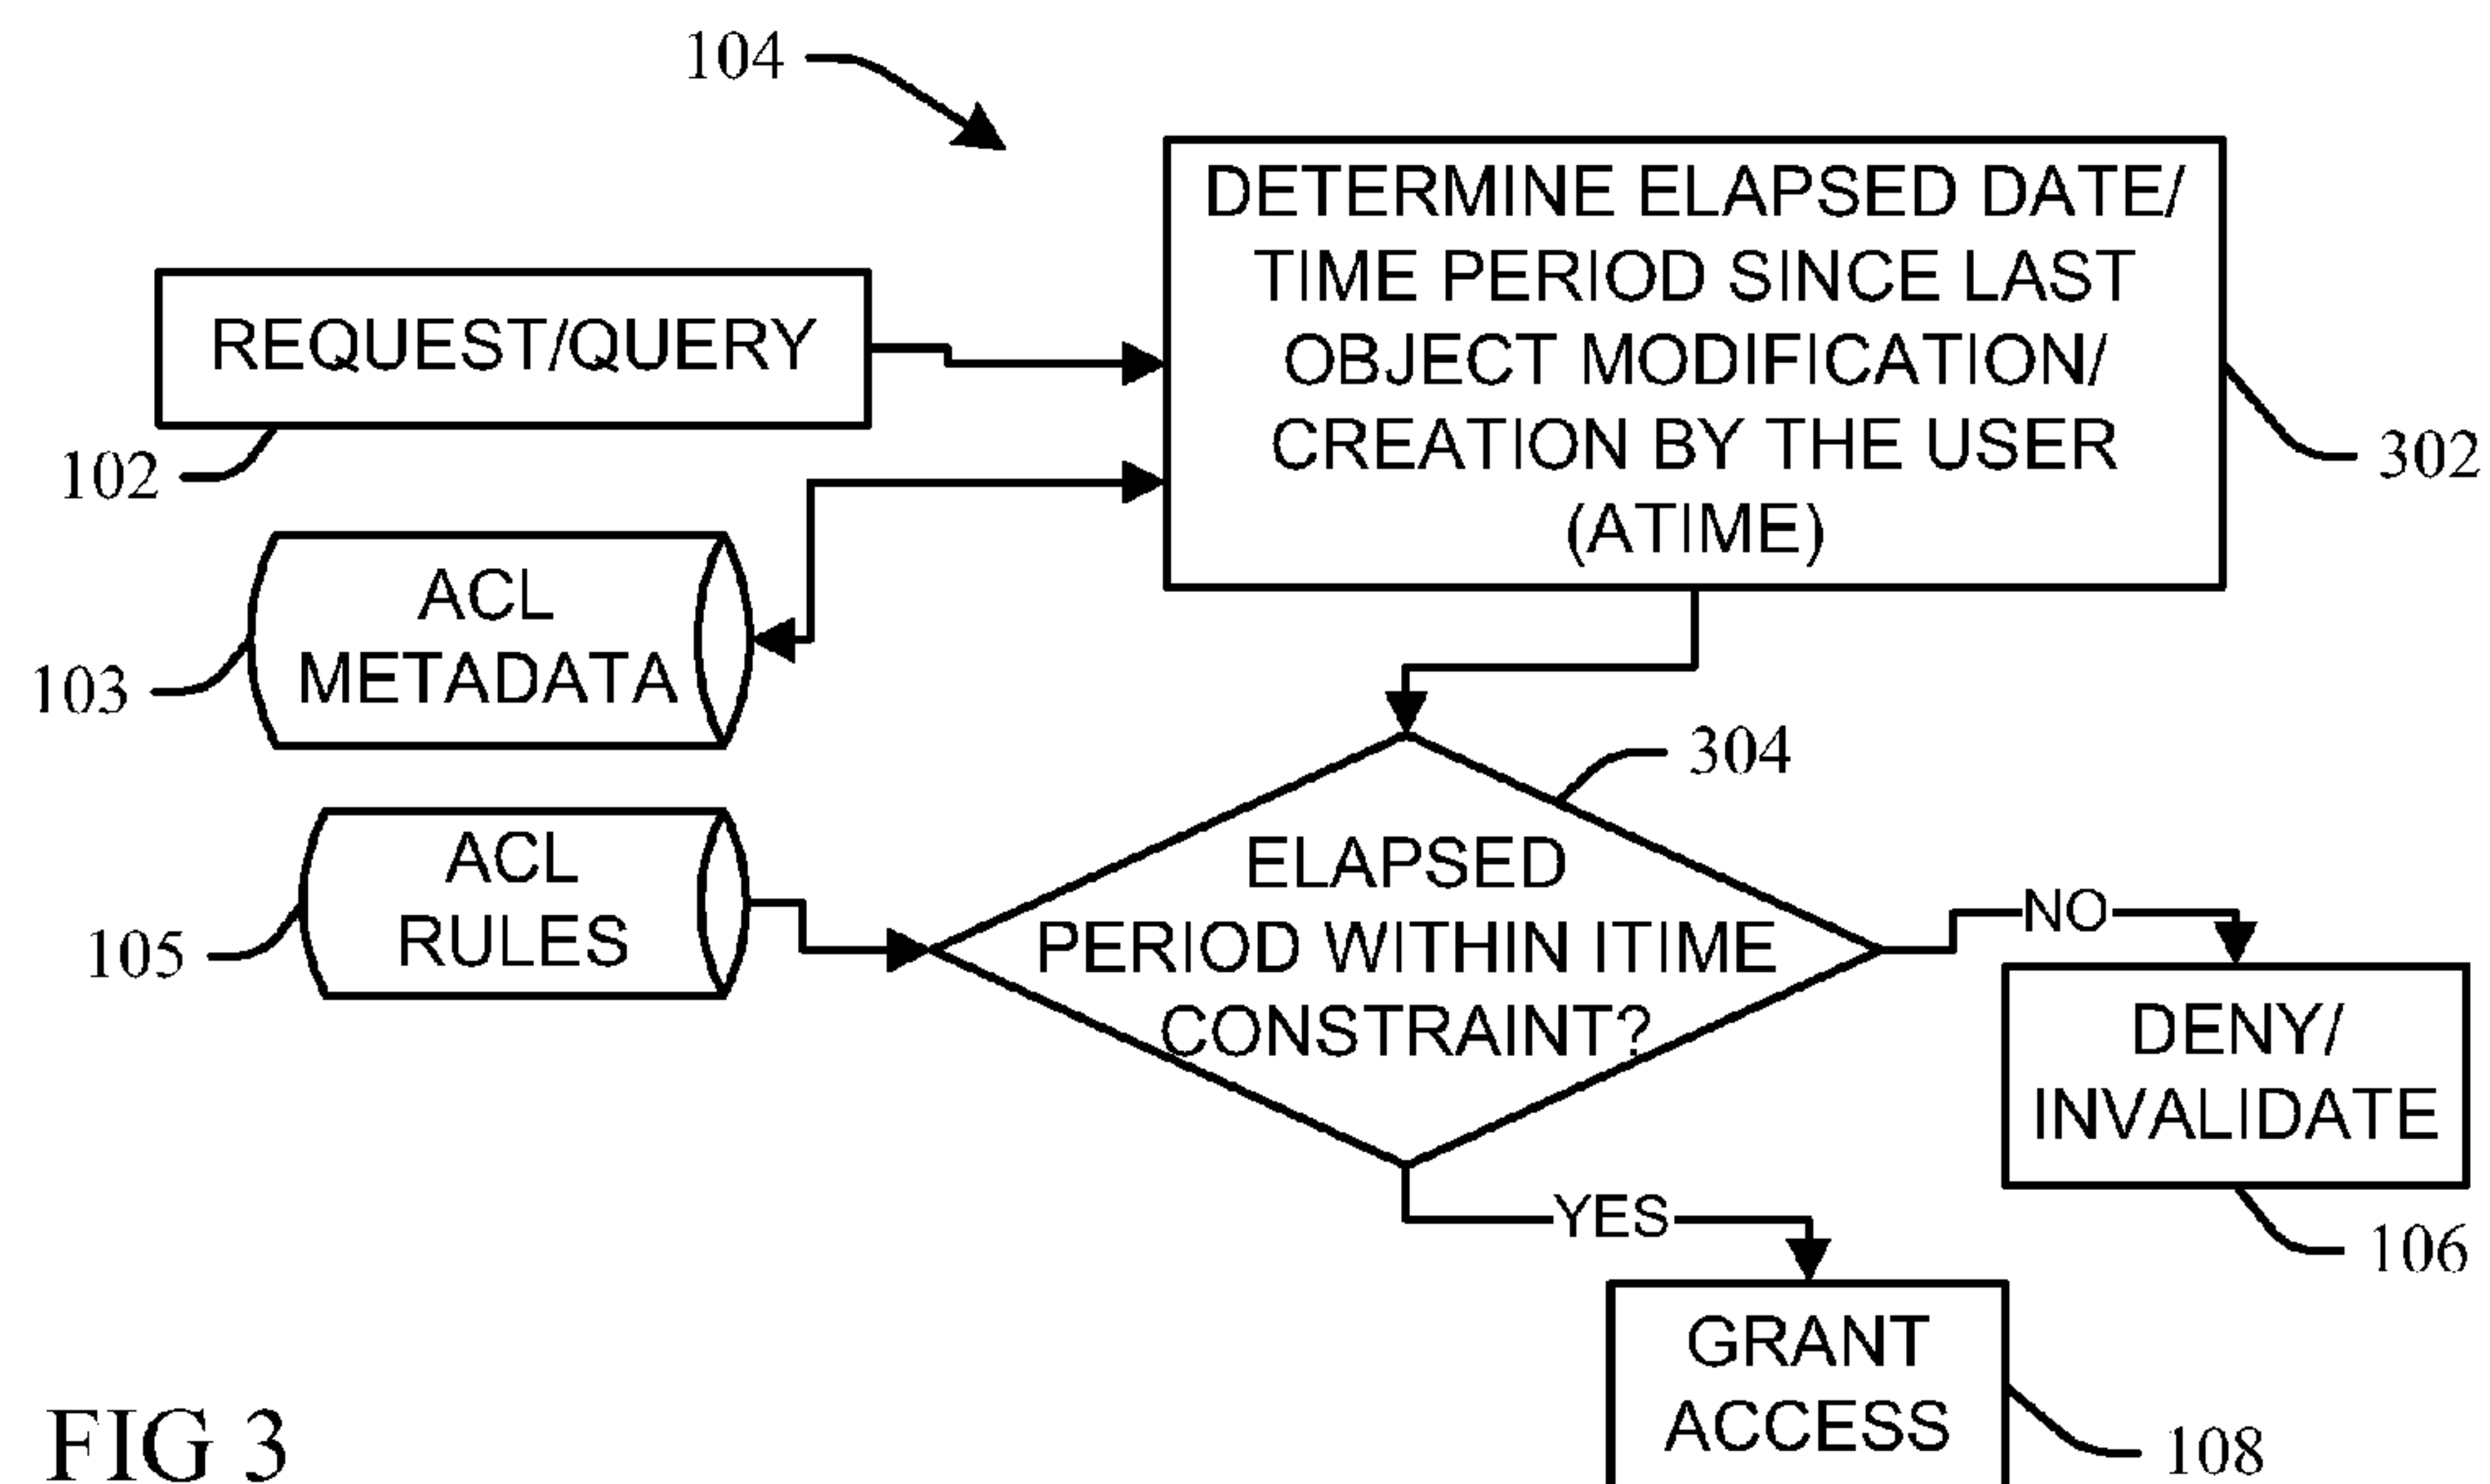 104
DETERMINE ELAPSED DATE/
TIME PERIOD SINCE LAST
OBJECT MODIFICATION/
CREATION BY THE USER
(ATIME)
302
REQUEST/QUERY
102
ACL
METADATA
103
304
ACL
RULES
105
ELAPSED
PERIOD WITHIN ITIME
CONSTRAINT?
NO
DENY/
INVALIDATE
106
YES
GRANT
ACCESS
108
FIG 3